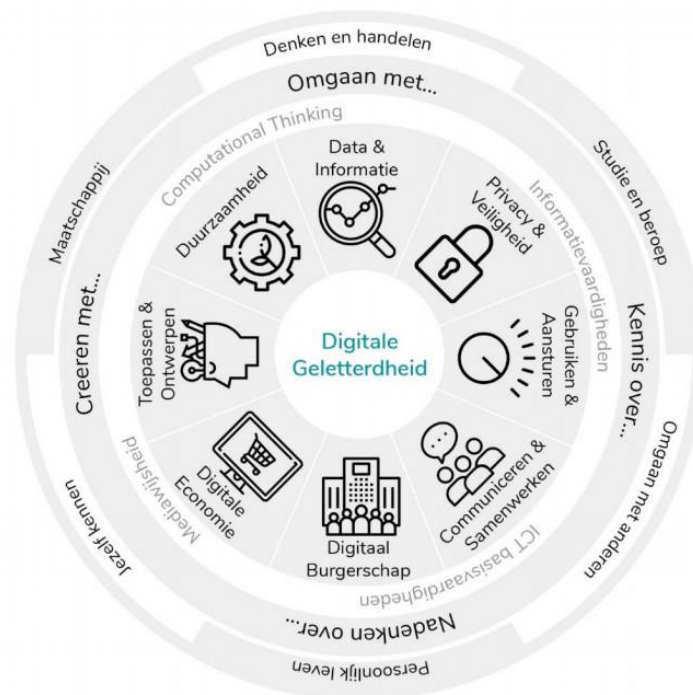 Denken en handelen
Omgaan met...
Computational Thinking
Data &
Informatie
Privacy &
Veiligheid
Informatievaardigheden
Studie en beroep
Gebruiken &
Aansturen
Kennis over...
Omgaan met anderen
Communiceren &
Samenwerken
ICT basisvaardigheden
Digitaal
Burgerschap
Nadenken over...
Persoonlijk leven
Digitale
Economie
Mediawijsheid
Jezelf kennen
Toepassen &
Ontwerpen
Creeren met...
Maatschappij
Duurzaamheid
Digitale
Geletterdheid